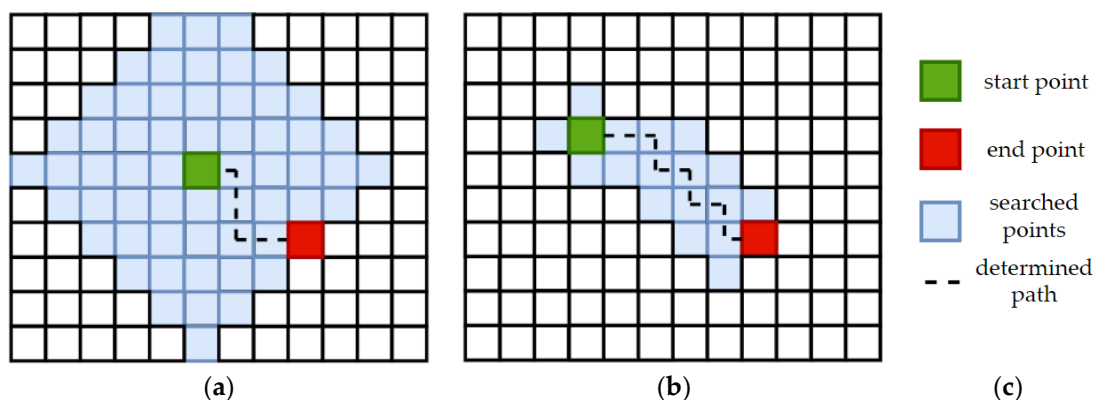 start point
end point
searched
points
determined
path
(a)
(b)
(c)